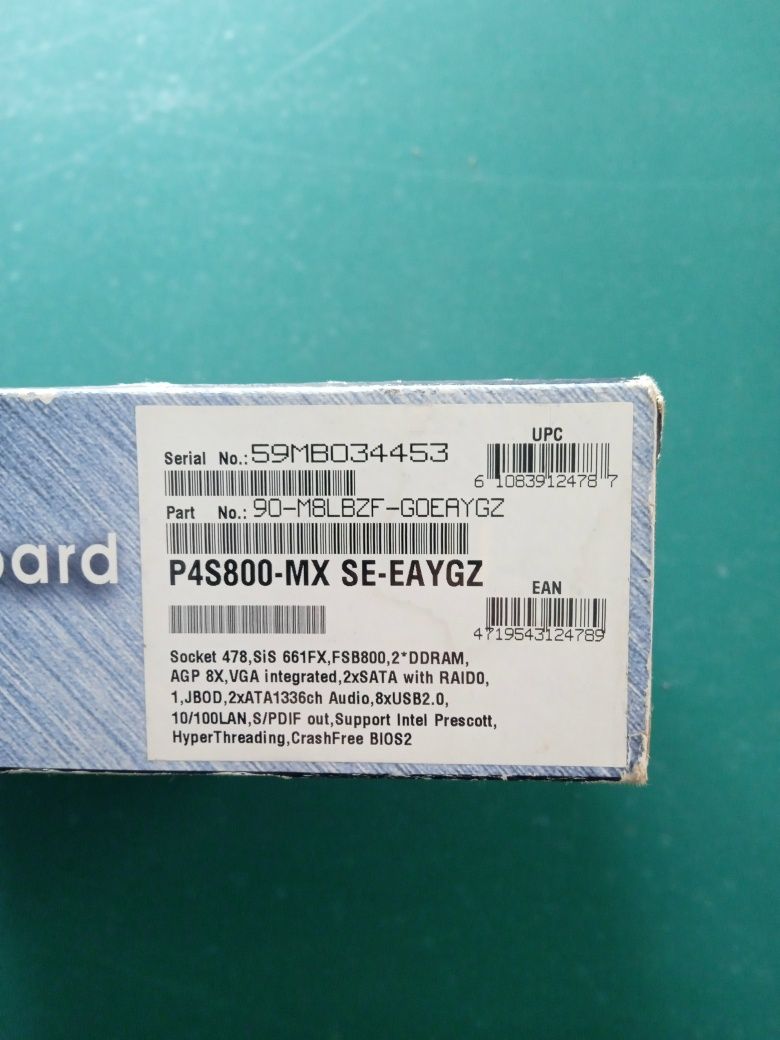 Serial No.: 59MB034453
UPC
6 1083912478 7
Part No.: 90-M8LBZF-G0EAYGZ
oard
P4S800-MX SE-EAYGZ
EAN
4719543124789
Socket 478,SiS 661FX,FSB800,2*DDRAM,
AGP 8X,VGA integrated,2xSATA with RAID0,
1,JBOD,2xATA1336ch Audio,8xUSB2.0,
10/100LAN,S/PDIF out,Support Intel Prescott,
HyperThreading,CrashFree BIOS2